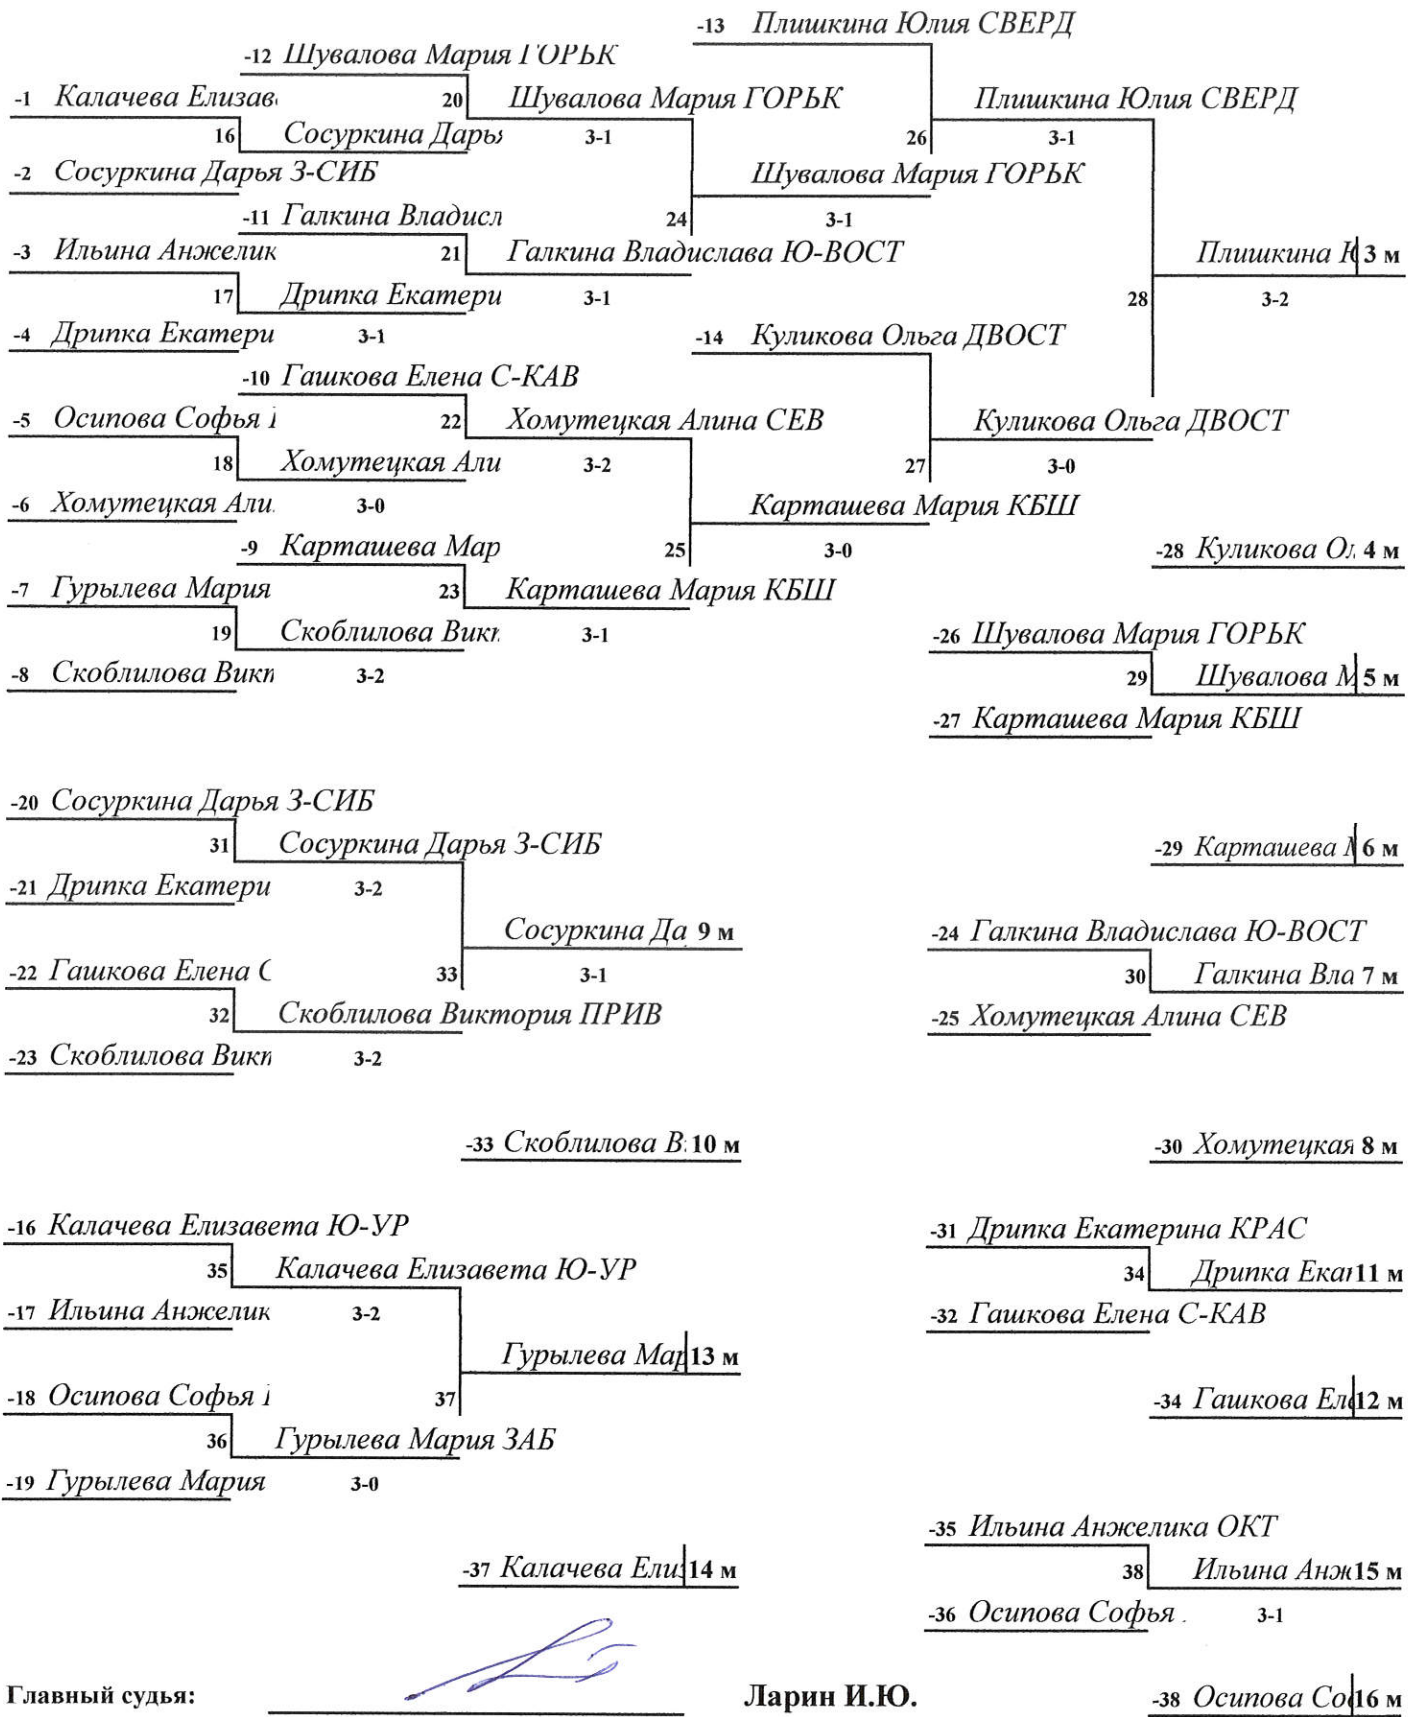 -13 Плишкина Юлия СВЕРД
-12 Шувалова Мария ГОРЬК
-1 Калачева Елизав
20 Шувалова Мария ГОРЬК
Плишкина Юлия СВЕРД
16 Сосуркина Дарья
3-1
26
3-1
-2 Сосуркина Дарья З-СИБ
Шувалова Мария ГОРЬК
-11 Галкина Владисл
24
3-1
-3 Ильина Анжелик
21 Галкина Владислава Ю-ВОСТ
Плишкина Ю 3 м
17 Дрипка Екатери
3-1
28
3-2
-4 Дрипка Екатери
3-1
-14 Куликова Ольга ДВОСТ
-10 Гашкова Елена С-КАВ
-5 Осипова Софья
22 Хомутецкая Алина СЕВ
Куликова Ольга ДВОСТ
18 Хомутецкая Али
3-2
27
3-0
-6 Хомутецкая Али
3-0
Карташева Мария КБШ
-9 Карташева Мар
25
3-0
-28 Куликова Ол 4 м
-7 Гурылева Мария
23 Карташева Мария КБШ
19 Скоблилова Вик
3-1
-26 Шувалова Мария ГОРЬК
-8 Скоблилова Викт
3-2
29 Шувалова М 5 м
-27 Карташева Мария КБШ
-20 Сосуркина Дарья З-СИБ
31 Сосуркина Дарья З-СИБ
-29 Карташева М 6 м
-21 Дрипка Екатери
3-2
Сосуркина Да 9 м
-24 Галкина Владислава Ю-ВОСТ
-22 Гашкова Елена С
33
3-1
30 Галкина Вла 7 м
32 Скоблилова Виктория ПРИВ
-25 Хомутецкая Алина СЕВ
-23 Скоблилова Викт
3-2
-33 Скоблилова В 10 м
-30 Хомутецкая 8 м
-16 Калачева Елизавета Ю-УР
-31 Дрипка Екатерина КРАС
35 Калачева Елизавета Ю-УР
34 Дрипка Екат 11 м
-17 Ильина Анжелик
3-2
-32 Гашкова Елена С-КАВ
Гурылева Мар 13 м
-18 Осипова Софья
37
-34 Гашкова Еле 12 м
36 Гурылева Мария ЗАБ
-19 Гурылева Мария
3-0
-35 Ильина Анжелика ОКТ
-37 Калачева Елиз 14 м
38 Ильина Анж 15 м
-36 Осипова Софья
3-1
Главный судья:
Ларин И.Ю.
-38 Осипова Соф 16 м